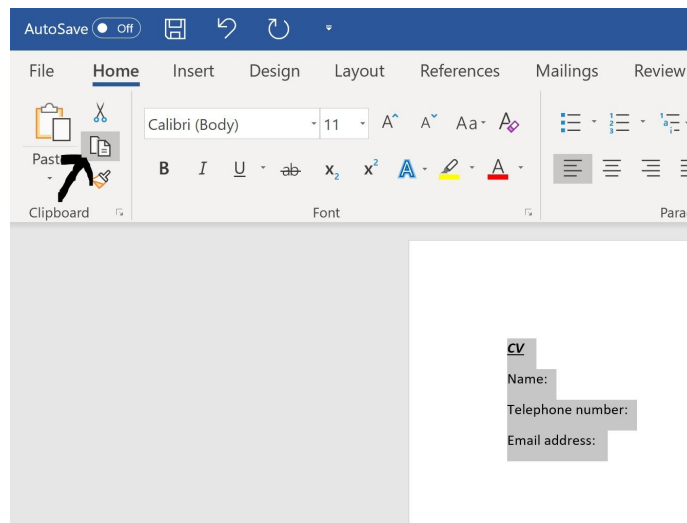 AutoSave Off
File Home Insert Design Layout References Mailings Review
Calibri (Body) 11 A A Aa A
Past
B I U ab x2 x2 A A
Clipboard Font Para
CV
Name:
Telephone number:
Email address: